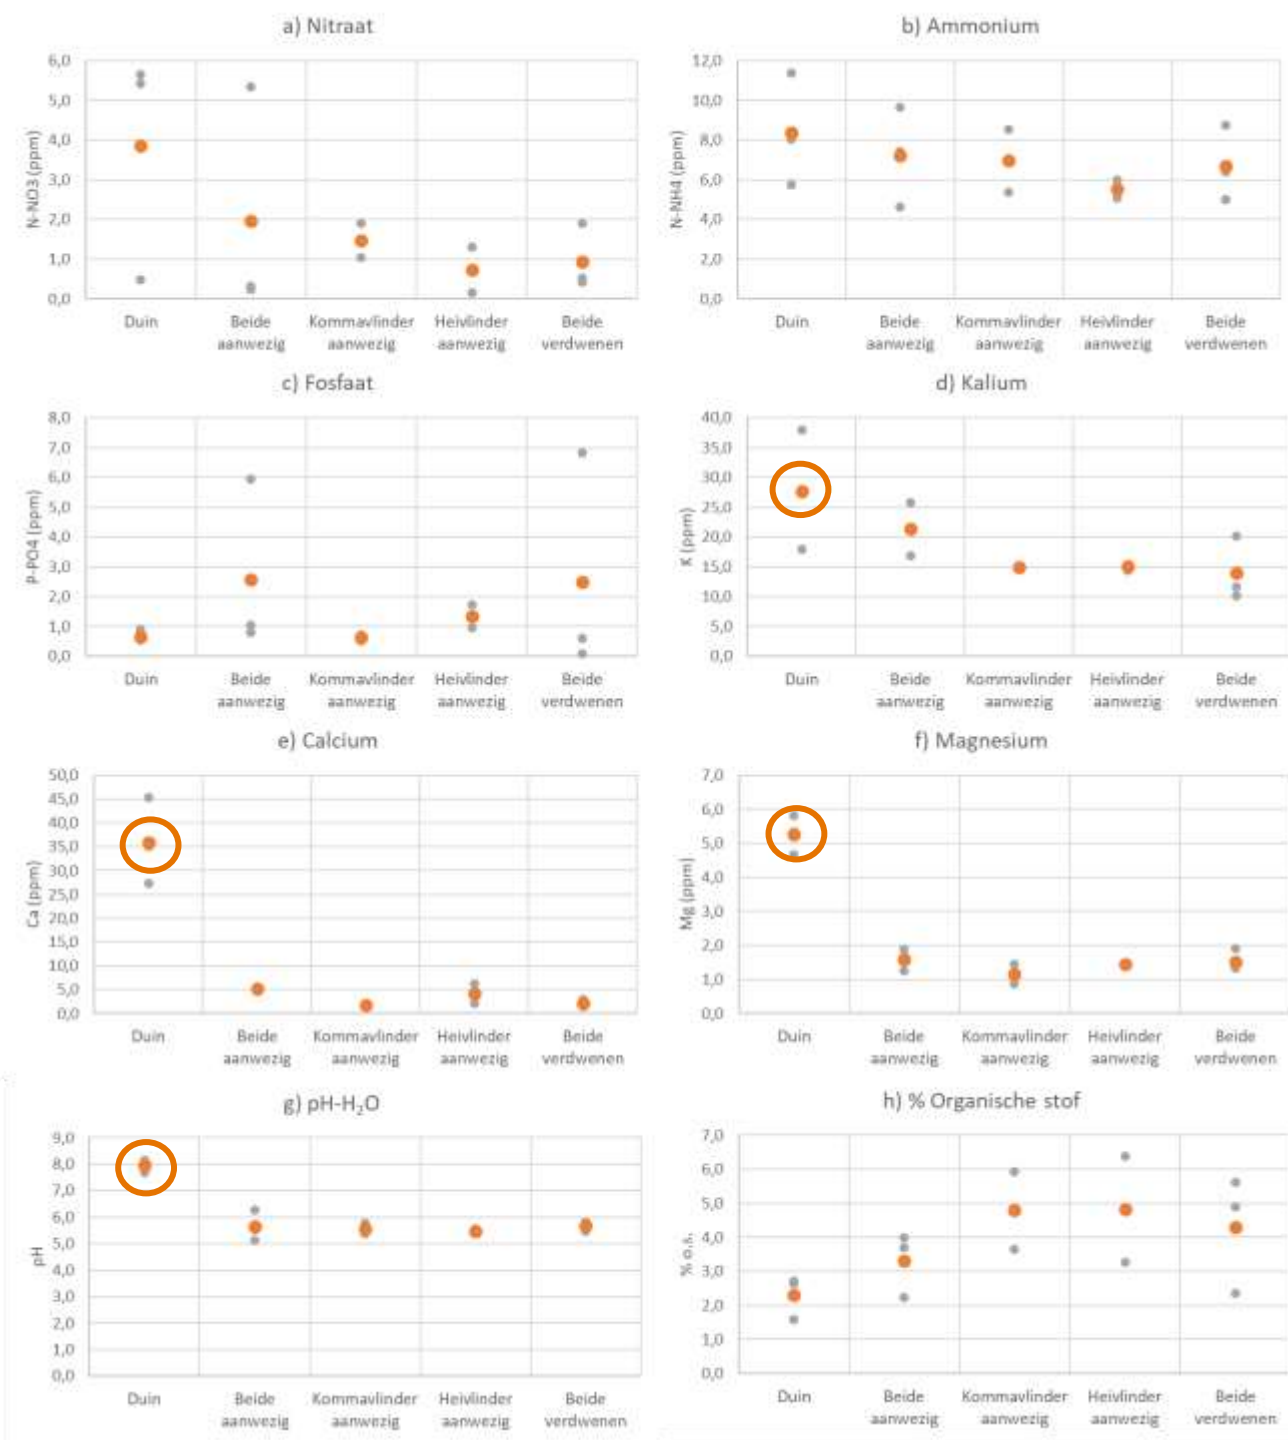 a) Nitraat
6,0
5,0
4,0
3,0
2,0
1,0
0,0
N-NO3 (ppm)
Duin
Beide aanwezig
Kommavlinder aanwezig
Heivlinder aanwezig
Beide verdwenen
b) Ammonium
12,0
10,0
8,0
6,0
4,0
2,0
0,0
N-NH4 (ppm)
Duin
Beide aanwezig
Kommavlinder aanwezig
Heivlinder aanwezig
Beide verdwenen
c) Fosfaat
8,0
7,0
6,0
5,0
4,0
3,0
2,0
1,0
0,0
P-PO4 (ppm)
Duin
Beide aanwezig
Kommavlinder aanwezig
Heivlinder aanwezig
Beide verdwenen
d) Kalium
40,0
35,0
30,0
25,0
20,0
15,0
10,0
5,0
0,0
K (ppm)
Duin
Beide aanwezig
Kommavlinder aanwezig
Heivlinder aanwezig
Beide verdwenen
e) Calcium
50,0
45,0
40,0
35,0
30,0
25,0
20,0
15,0
10,0
5,0
0,0
Ca (ppm)
Duin
Beide aanwezig
Kommavlinder aanwezig
Heivlinder aanwezig
Beide verdwenen
f) Magnesium
7,0
6,0
5,0
4,0
3,0
2,0
1,0
0,0
Mg (ppm)
Duin
Beide aanwezig
Kommavlinder aanwezig
Heivlinder aanwezig
Beide verdwenen
g) pH-H₂O
9,0
8,0
7,0
6,0
5,0
4,0
3,0
2,0
1,0
0,0
pH
Duin
Beide aanwezig
Kommavlinder aanwezig
Heivlinder aanwezig
Beide verdwenen
h) % Organische stof
7,0
6,0
5,0
4,0
3,0
2,0
1,0
0,0
% o.s.
Duin
Beide aanwezig
Kommavlinder aanwezig
Heivlinder aanwezig
Beide verdwenen